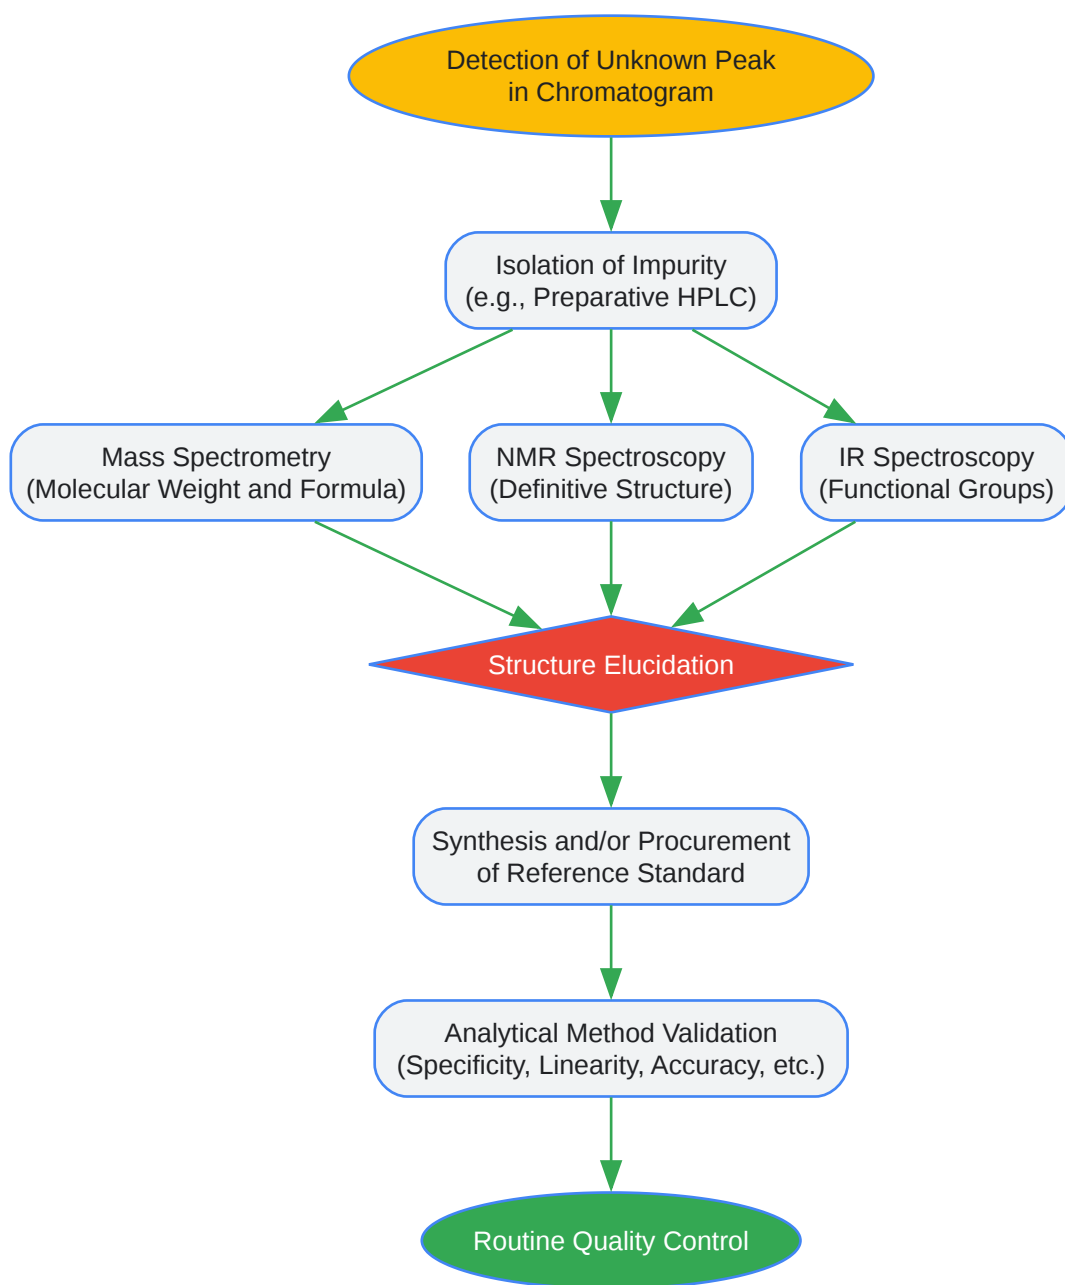 Detection of Unknown Peak
in Chromatogram
Isolation of Impurity
(e.g., Preparative HPLC)
Mass Spectrometry
(Molecular Weight and Formula)
NMR Spectroscopy
(Definitive Structure)
IR Spectroscopy
(Functional Groups)
Structure Elucidation
Synthesis and/or Procurement
of Reference Standard
Analytical Method Validation
(Specificity, Linearity, Accuracy, etc.)
Routine Quality Control